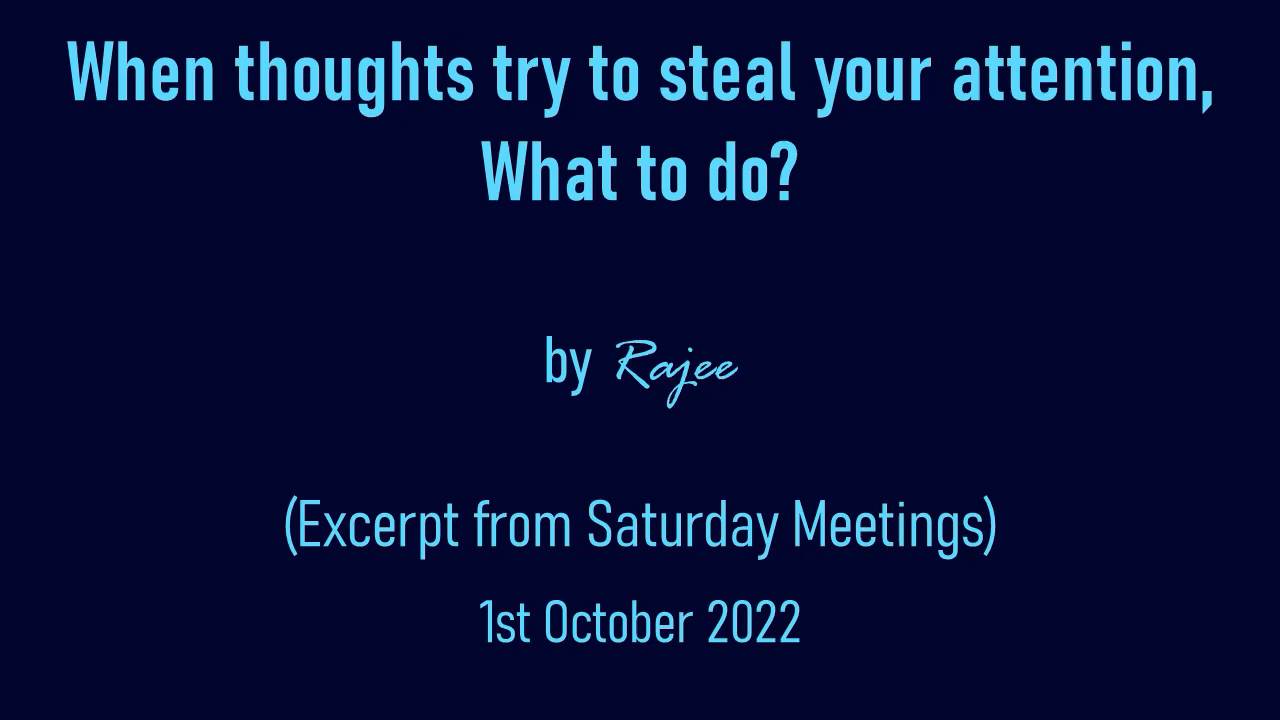 When thoughts try to steal your attention,
What to do?
by Rajee
(Excerpt from Saturday Meetings)
1st October 2022